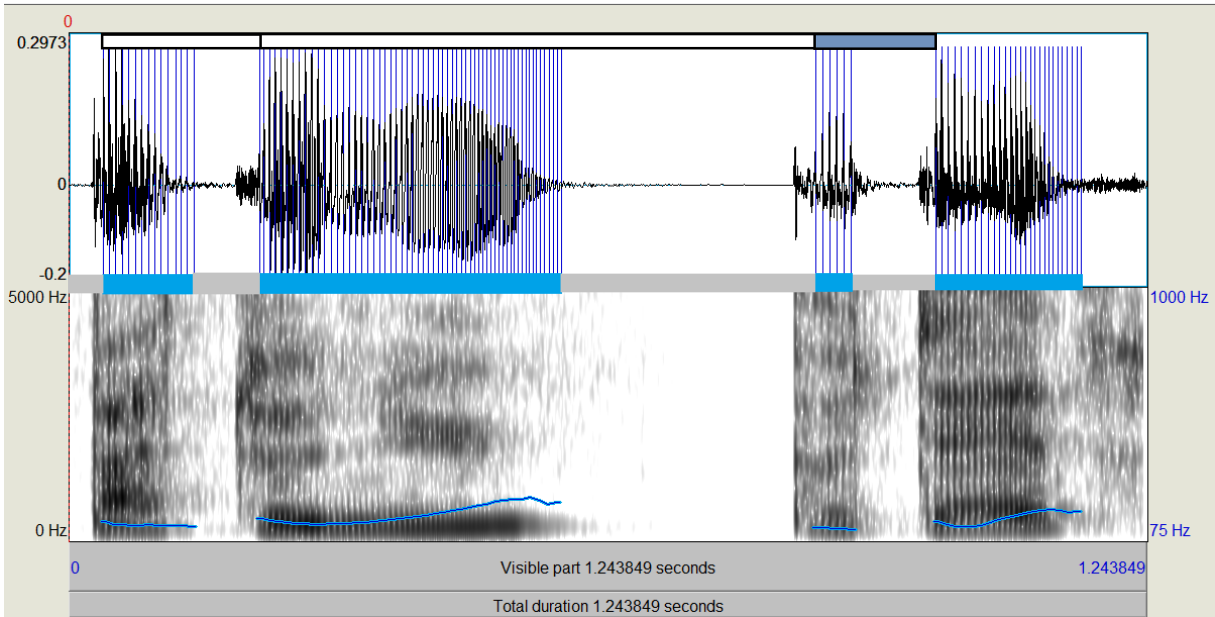 0
0.2973
0
-0.2
5000 Hz 1000 Hz
0 Hz 75 Hz
0 Visible part 1.243849 seconds 1.243849
Total duration 1.243849 seconds